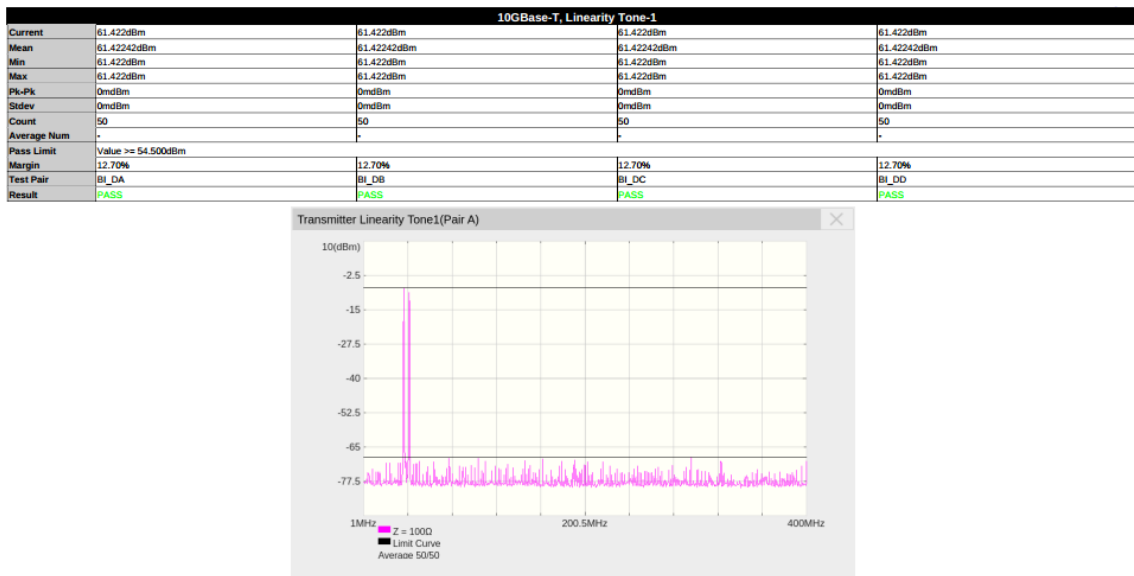 10GBase-T, Linearity Tone-1
Current 61.422dBm 61.422dBm 61.422dBm 61.422dBm
Mean 61.42242dBm 61.42242dBm 61.42242dBm 61.42242dBm
Min 61.422dBm 61.422dBm 61.422dBm 61.422dBm
Max 61.422dBm 61.422dBm 61.422dBm 61.422dBm
Pk-Pk 0mdBm 0mdBm 0mdBm 0mdBm
Stdev 0mdBm 0mdBm 0mdBm 0mdBm
Count 50 50 50 50
Average Num - - - -
Pass Limit Value >= 54.500dBm
Margin 12.70% 12.70% 12.70% 12.70%
Test Pair BI_DA BI_DB BI_DC BI_DD
Result PASS PASS PASS PASS
Transmitter Linearity Tone1(Pair A)
10(dBm)
-2.5
-15
-27.5
-40
-52.5
-65
-77.5
1MHz 200.5MHz 400MHz
Z = 100Ω
Limit Curve
Average 50/50